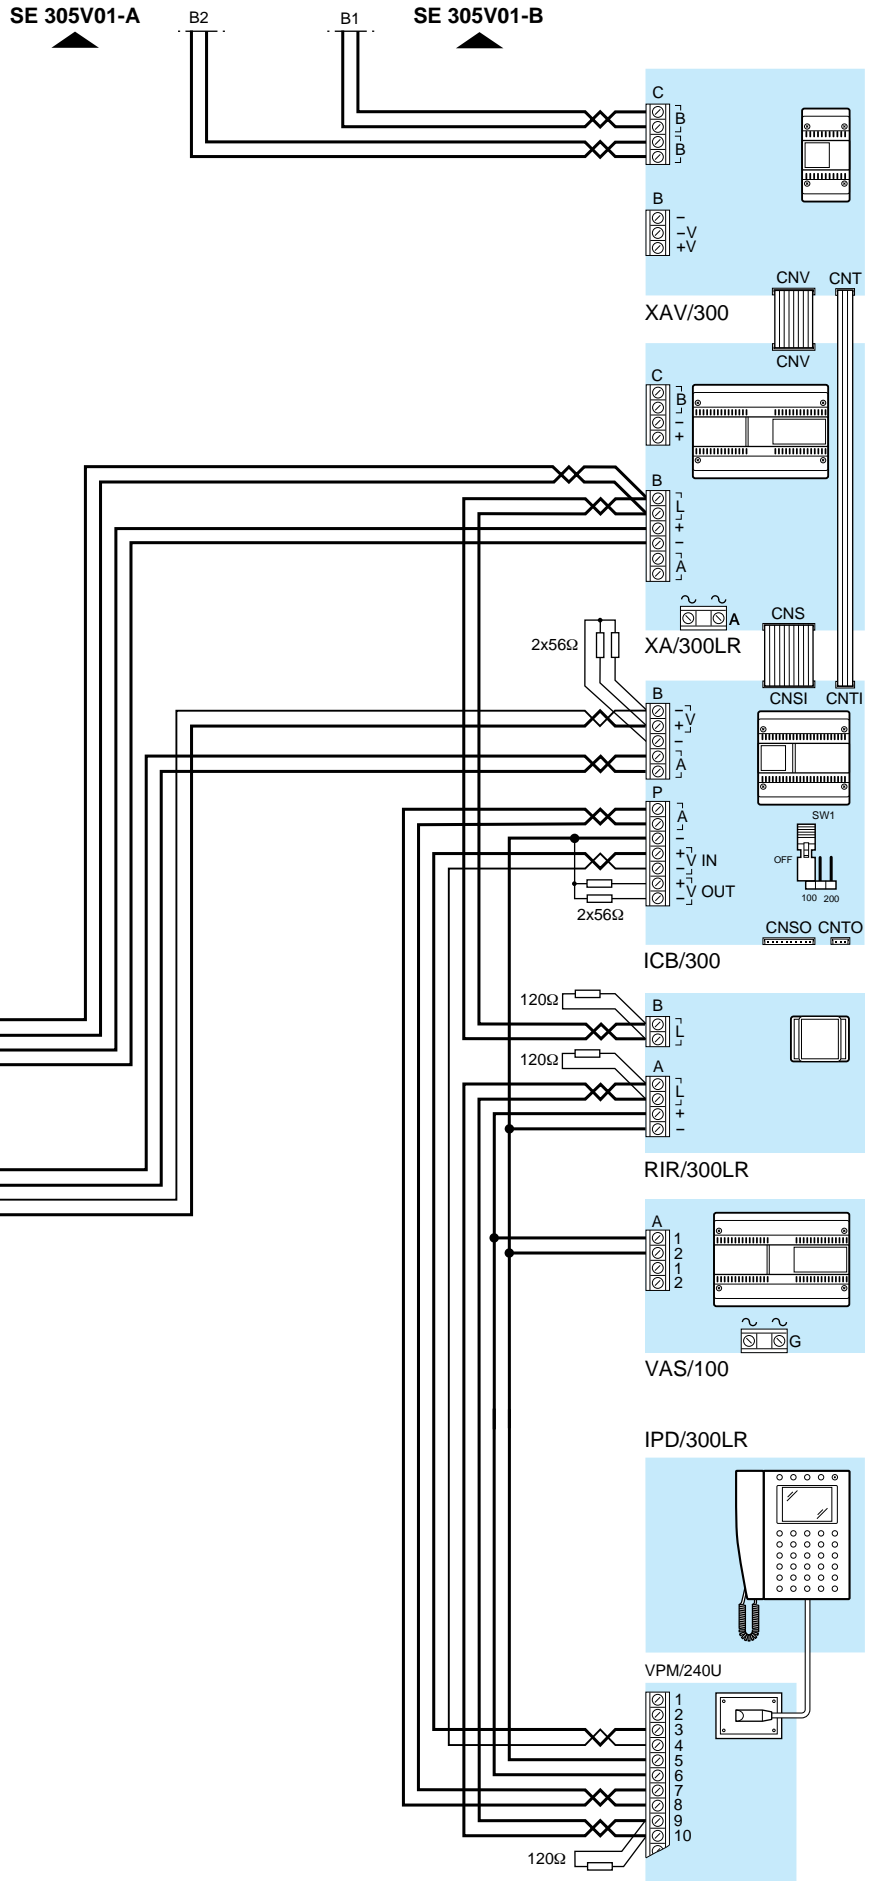 SE 305V01-A B2 B1 SE 305V01-B
C
B
B
B
–
–V
+V
CNV CNT
XAV/300
CNV
C
B
–
+
B
L
+
–
A
A
CNS
2x56Ω
XA/300LR
CNSI CNTI
B
–
+
V
–
A
P
A
–
+
–
V IN
+
–
V OUT
2x56Ω
SW1
OFF
100 200
CNSO CNTO
ICB/300
120Ω
B
L
120Ω
A
L
+
–
RIR/300LR
A
1
2
1
2
G
VAS/100
IPD/300LR
VPM/240U
1
2
3
4
5
6
7
8
9
10
120Ω